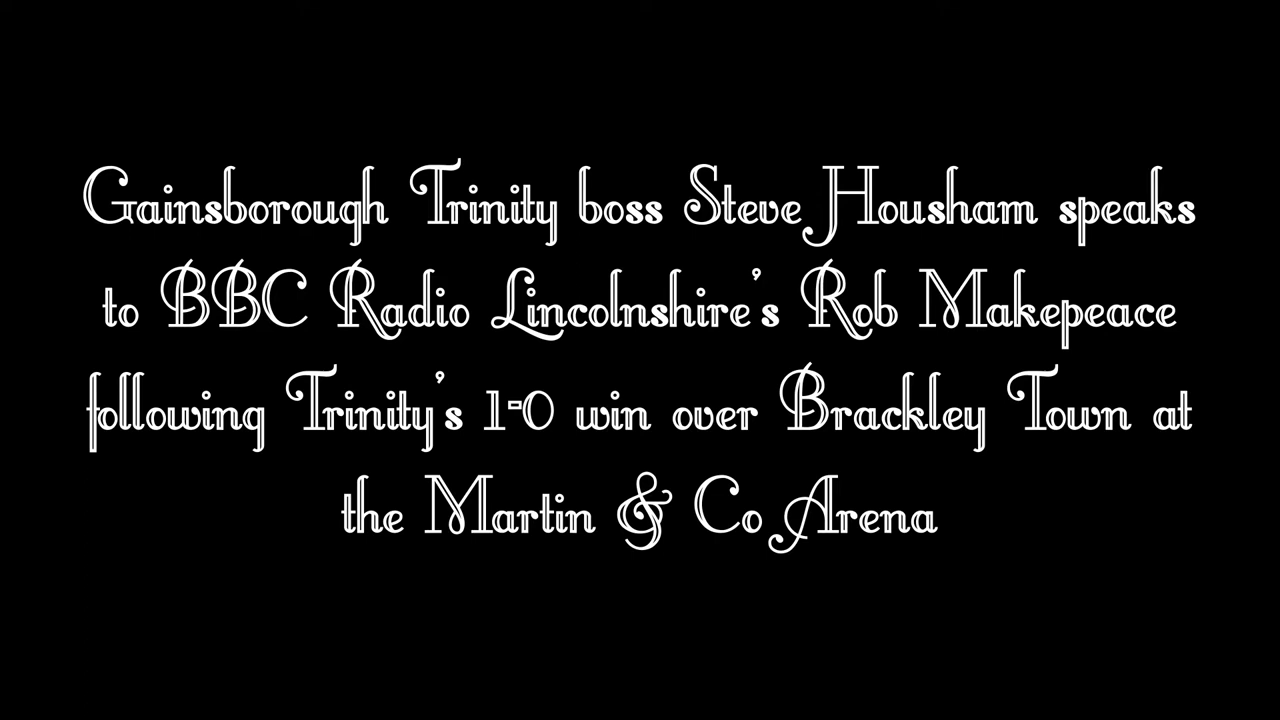 Gainsborough Trinity boss Steve Housham speaks
to BBC Radio Lincolnshire's Rob Makepeace
following Trinity's 1-0 win over Brackley Town at
the Martin & Co Arena